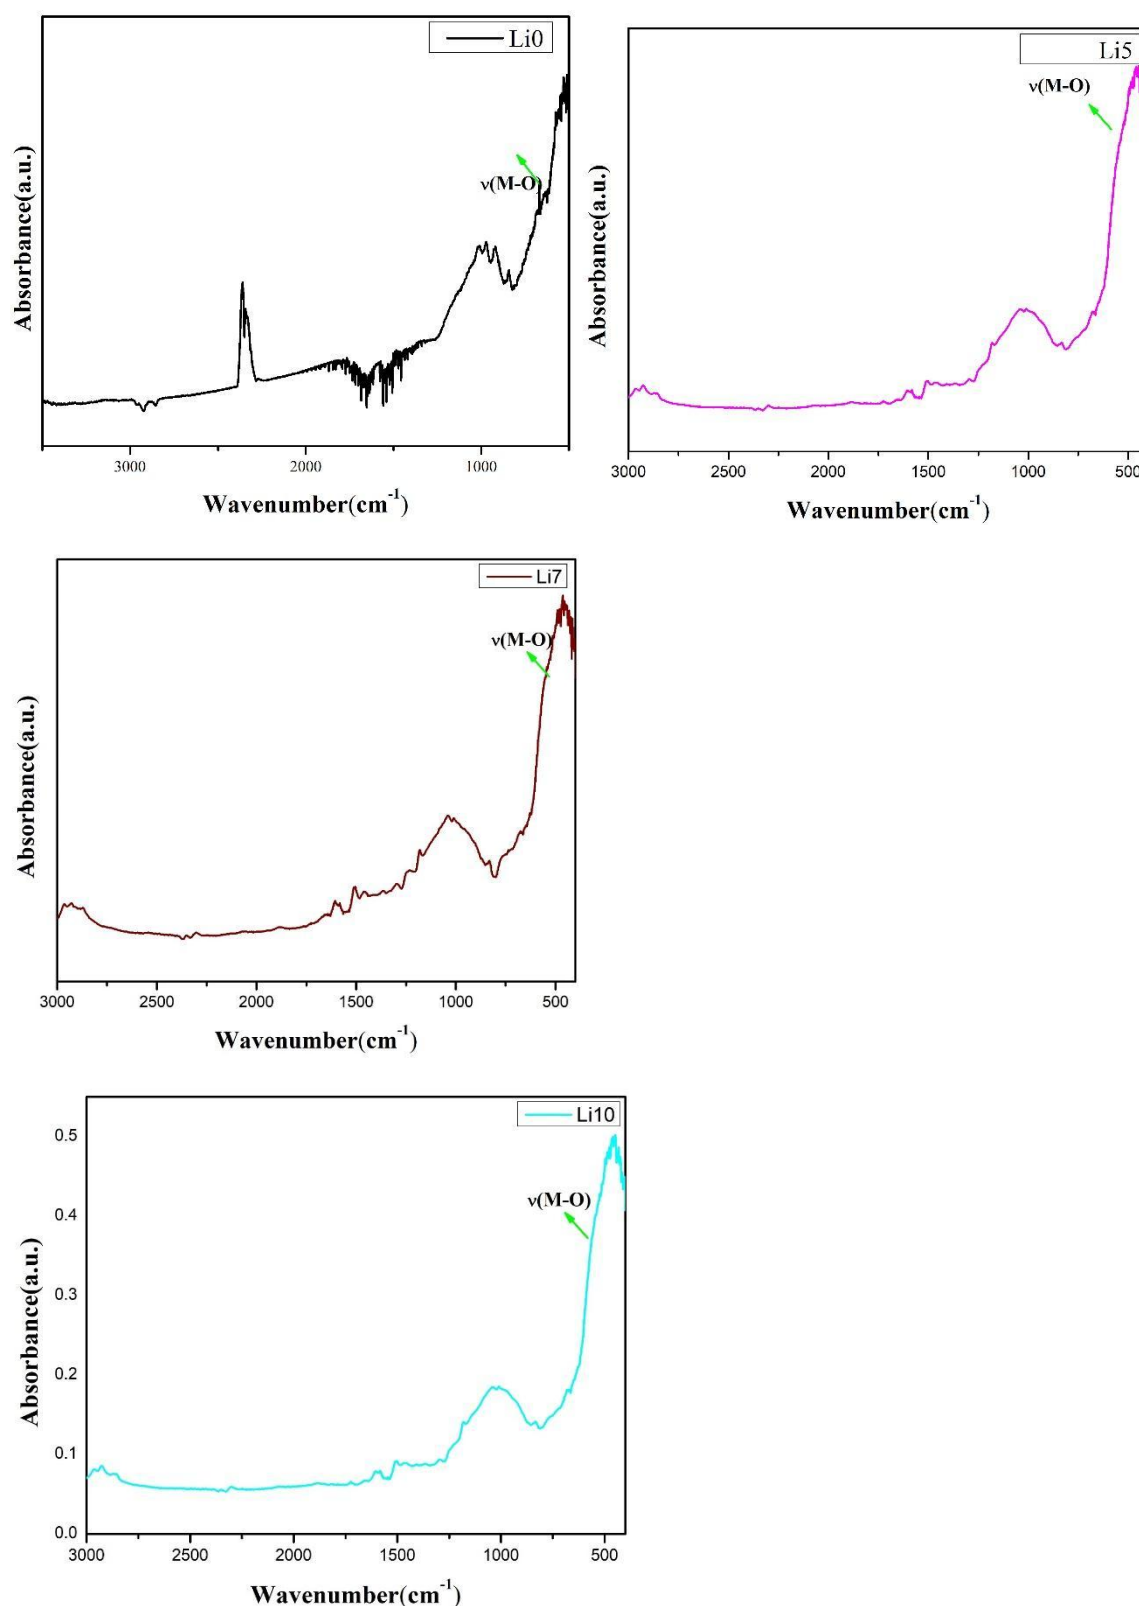 Li0
ν(M-O)
Absorbance(a.u.)
3000 2000 1000
Wavenumber(cm⁻¹)
Li5
ν(M-O)
Absorbance(a.u.)
3000 2500 2000 1500 1000 500
Wavenumber(cm⁻¹)
Li7
ν(M-O)
Absorbance(a.u.)
3000 2500 2000 1500 1000 500
Wavenumber(cm⁻¹)
Li10
0.5
ν(M-O)
0.4
0.3
0.2
0.1
0.0
Absorbance(a.u.)
3000 2500 2000 1500 1000 500
Wavenumber(cm⁻¹)